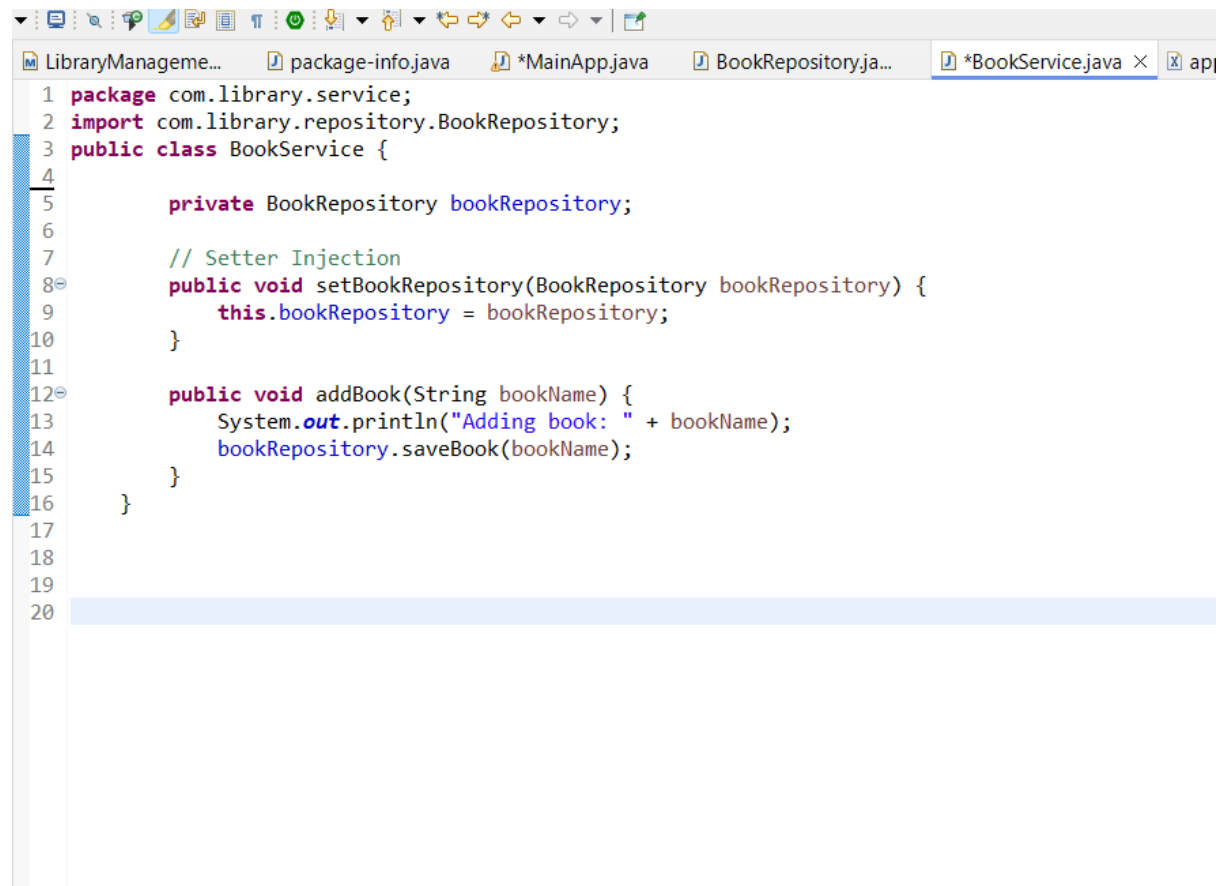 LibraryManageme...
package-info.java
*MainApp.java
BookRepository.ja...
*BookService.java
app
1 package com.library.service;
2 import com.library.repository.BookRepository;
3 public class BookService {
4
5 private BookRepository bookRepository;
6
7 // Setter Injection
8 public void setBookRepository(BookRepository bookRepository) {
9 this.bookRepository = bookRepository;
10 }
11
12 public void addBook(String bookName) {
13 System.out.println("Adding book: " + bookName);
14 bookRepository.saveBook(bookName);
15 }
16 }
17
18
19
20